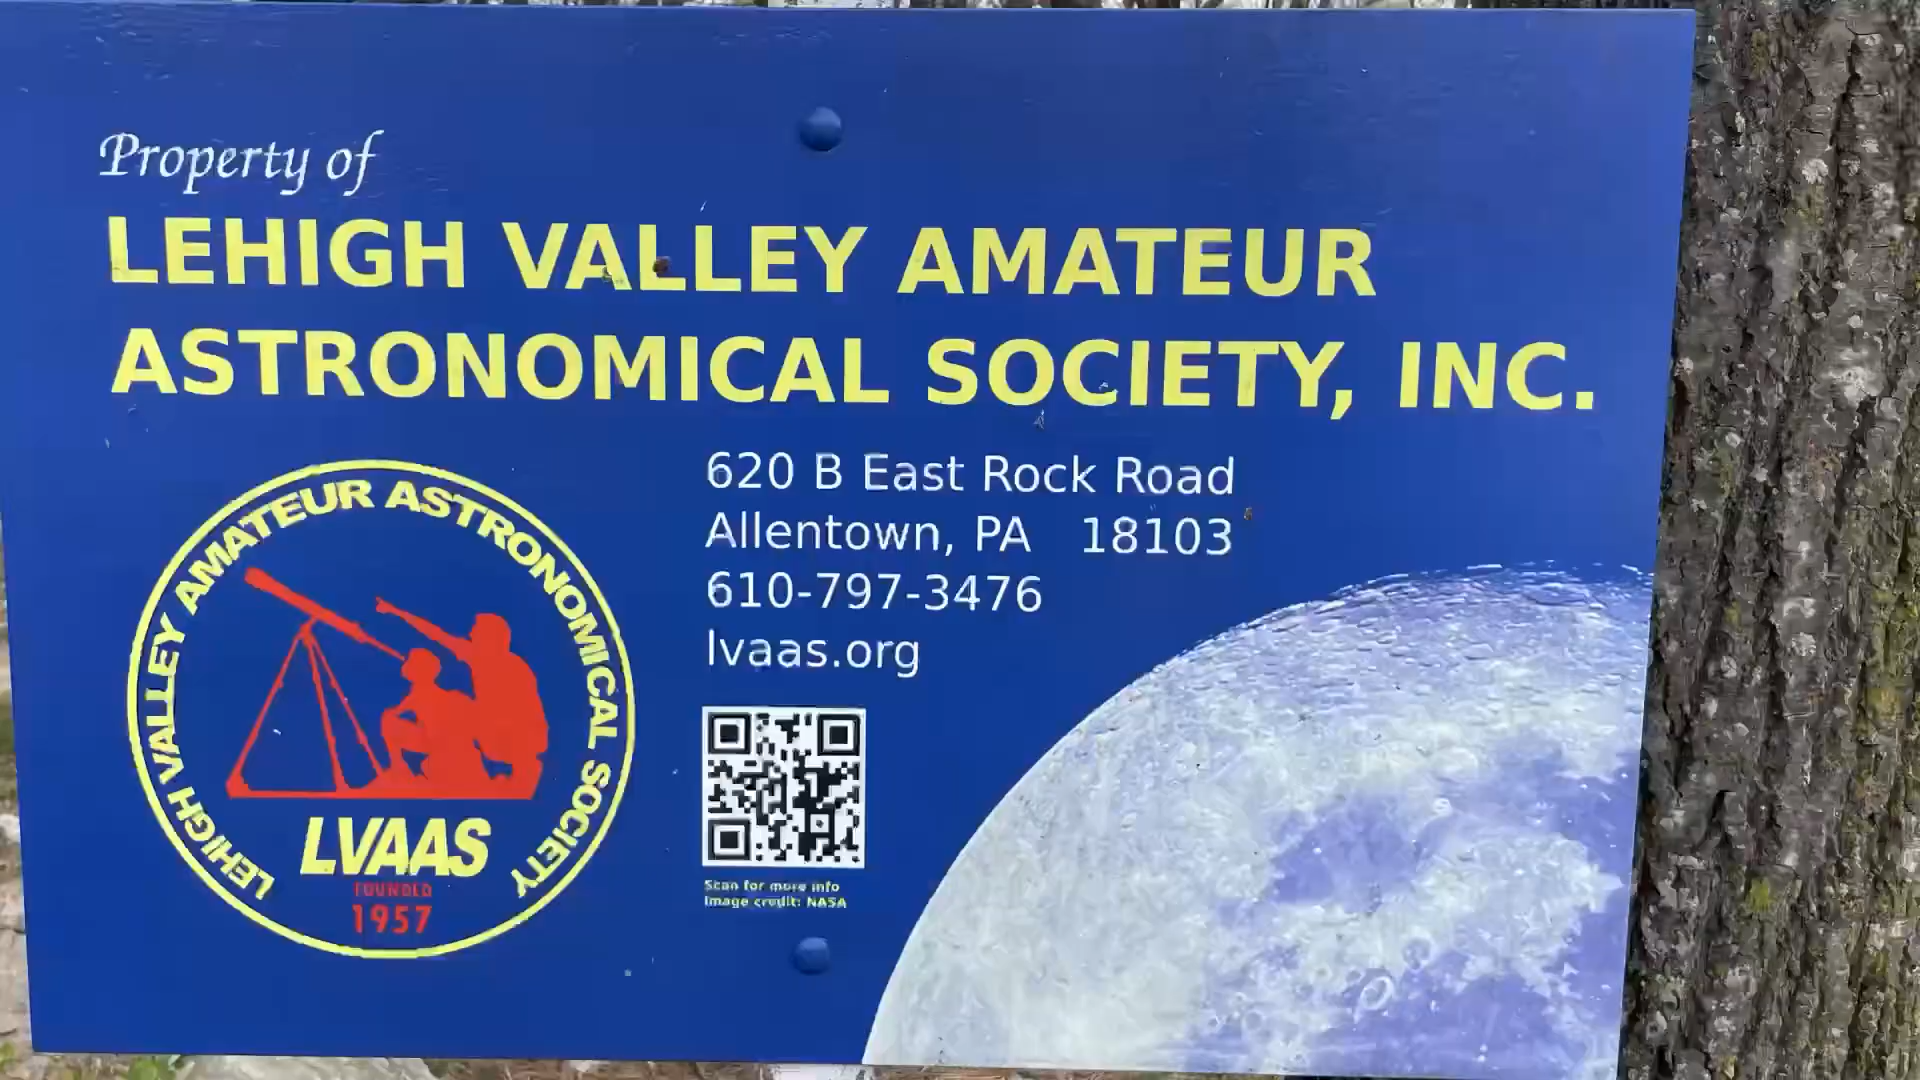 Property of
LEHIGH VALLEY AMATEUR
ASTRONOMICAL SOCIETY, INC.
620 B East Rock Road
Allentown, PA 18103
610-797-3476
lvaas.org
LEHIGH VALLEY AMATEUR ASTRONOMICAL SOCIETY
LVAAS
FOUNDED
1957
Scan for more info
Image credit: NASA